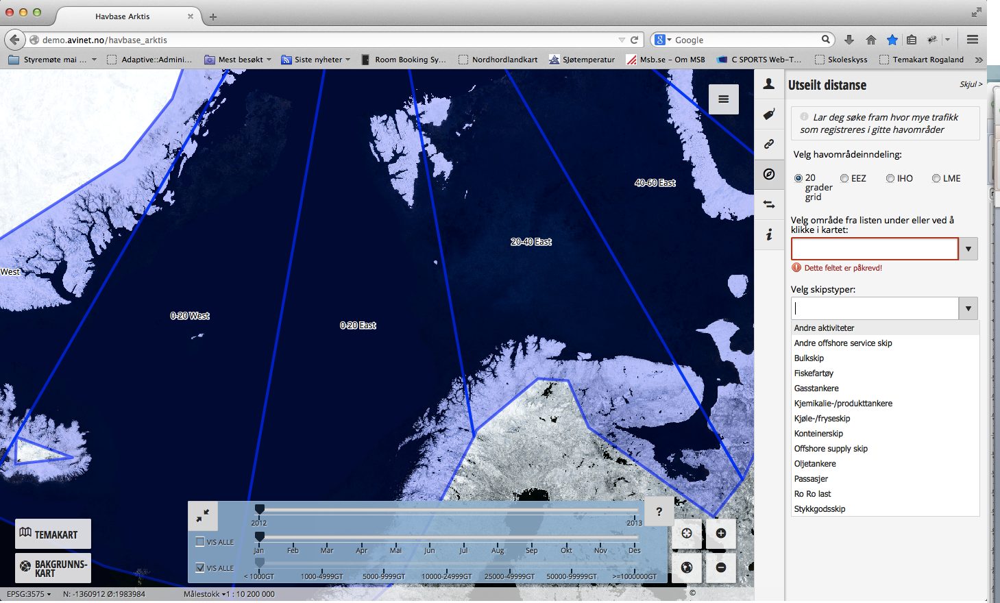 Havbase Arktis
demo.avinet.no/havbase_arktis
Google
Styremøte mai ...
Adaptive::Admini...
Mest besøkt
Siste nyheter
Room Booking Sy...
Nordhordlandkart
SJøtemperatur
Msb.se – Om MSB
C SPORTS Web-T...
Skoleskyss
Temakart Rogaland
Utseilt distanse
Skjul >
Lar deg søke fram hvor mye trafikk
som registreres i gitte havområder
Velg havområdeinndeling:
20
grader
grid
EEZ
IHO
LME
Velg område fra listen under eller ved å
klikke i kartet:
Dette feltet er påkrevd!
Velg skipstyper:
Andre aktiviteter
Andre offshore service skip
Bulkskip
Fiskefartøy
Gasstankere
Kjemikalie-/produkttankere
Kjøle-/fryseskip
Konteinerskip
Offshore supply skip
Oljetankere
Passasjer
Ro Ro last
Stykkgodsskip
40-60 East
20-40 East
West
0-20 West
0-20 East
TEMAKART
BAKGRUNNS-
KART
2012
2013
VIS ALLE
Jan Feb Mar Apr Mai Jun Jul Aug Sep Okt Nov Des
VIS ALLE
< 1000GT 1000-4999GT 5000-9999GT 10000-24999GT 25000-49999GT 50000-99999GT >=1000000GT
?
EPSG:3575
N: -1360912 Ø:1983984
Målestokk 1 : 10 200 000
©